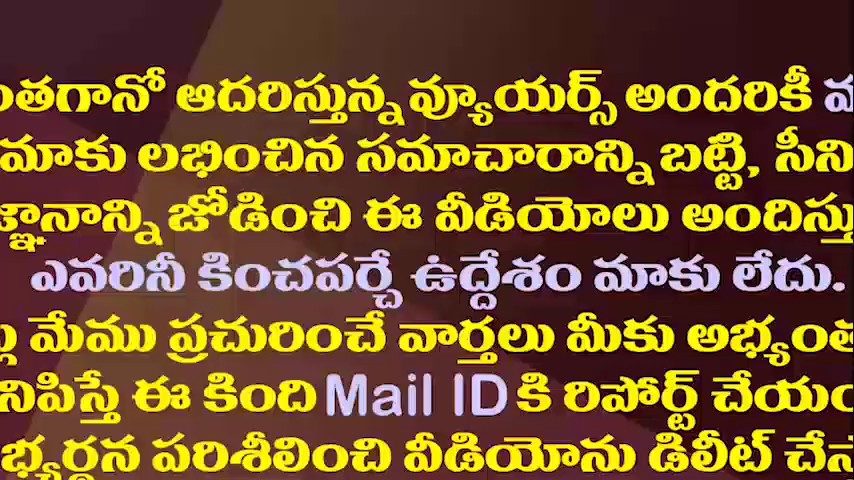 ంతగానో ఆదరిస్తున్న వ్యూయర్స్ అందరికీ
మాకు లభించిన సమాచారాన్ని బట్టి, సీని
జ్ఞానాన్ని జోడించి ఈ వీడియోలు అందిస్తు
ఎవరినీ కించపర్చే ఉద్దేశం మాకు లేదు.
మేము ప్రచురించే వార్తలు మీకు అభ్యంత
నిపిస్తే ఈ కింది Mail ID కి రిపోర్ట్ చేయం
భ్యర్థన పరిశీలించి వీడియోను డిలీట్ చేస